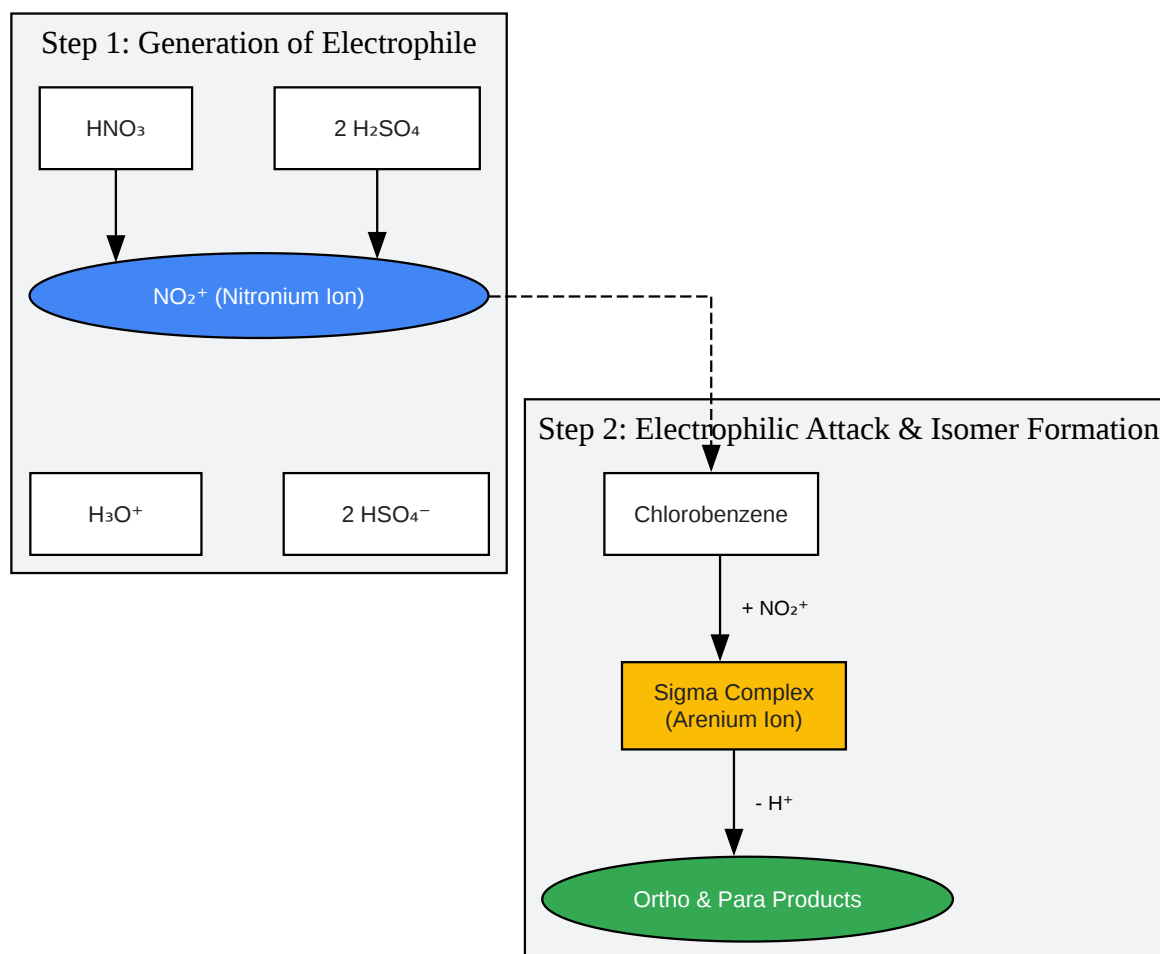 Step 1: Generation of Electrophile
HNO₃
2 H₂SO₄
NO₂⁺ (Nitronium Ion)
H₃O⁺
2 HSO₄⁻
Step 2: Electrophilic Attack & Isomer Formation
Chlorobenzene
+ NO₂⁺
Sigma Complex
(Arenium Ion)
- H⁺
Ortho & Para Products